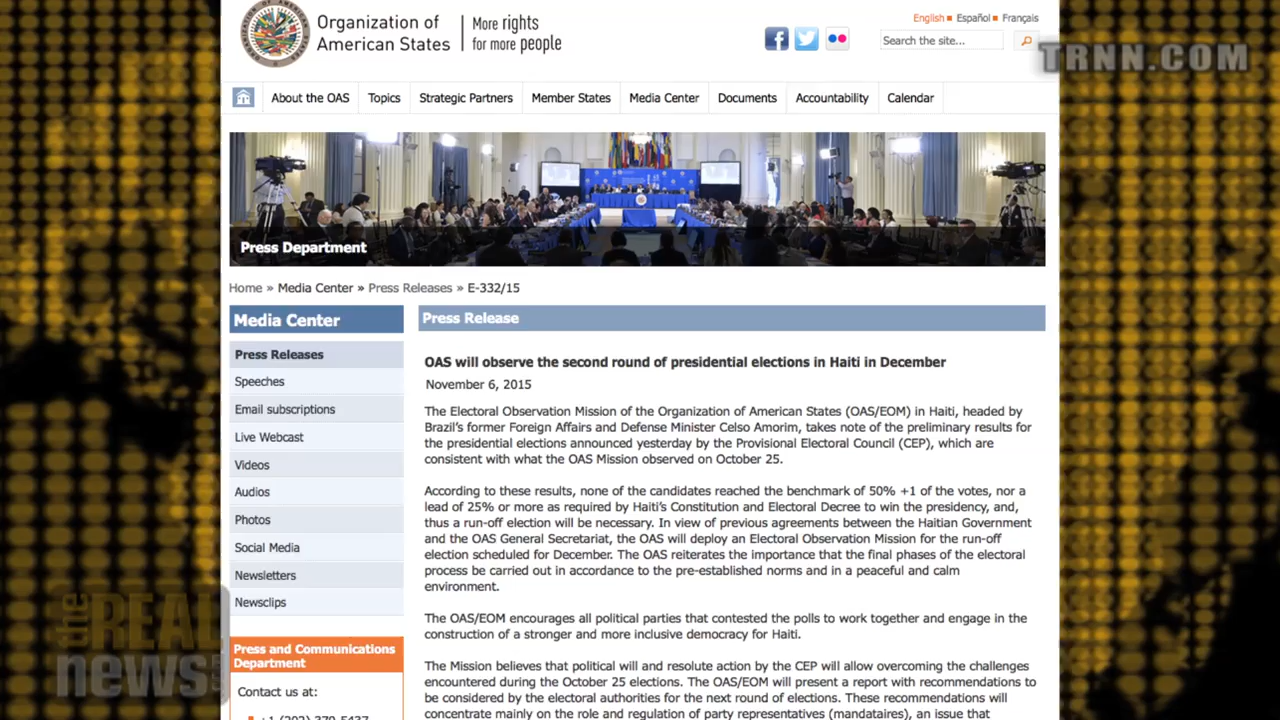 Organization of
American States
More rights
for more people
English Español Français
Search the site...
TRNN.COM
About the OAS Topics Strategic Partners Member States Media Center Documents Accountability Calendar
Press Department
Home » Media Center » Press Releases » E-332/15
Media Center
Press Releases
Speeches
Email subscriptions
Live Webcast
Videos
Audios
Photos
Social Media
Newsletters
Newsclips
Press and Communications
Department
Contact us at:
+1 (202) 370-5437
Press Release
OAS will observe the second round of presidential elections in Haiti in December
November 6, 2015
The Electoral Observation Mission of the Organization of American States (OAS/EOM) in Haiti, headed by
Brazil's former Foreign Affairs and Defense Minister Celso Amorim, takes note of the preliminary results for
the presidential elections announced yesterday by the Provisional Electoral Council (CEP), which are
consistent with what the OAS Mission observed on October 25.
According to these results, none of the candidates reached the benchmark of 50% +1 of the votes, nor a
lead of 25% or more as required by Haiti's Constitution and Electoral Decree to win the presidency, and,
thus a run-off election will be necessary. In view of previous agreements between the Haitian Government
and the OAS General Secretariat, the OAS will deploy an Electoral Observation Mission for the run-off
election scheduled for December. The OAS reiterates the importance that the final phases of the electoral
process be carried out in accordance to the pre-established norms and in a peaceful and calm
environment.
The OAS/EOM encourages all political parties that contested the polls to work together and engage in the
construction of a stronger and more inclusive democracy for Haiti.
The Mission believes that political will and resolute action by the CEP will allow overcoming the challenges
encountered during the October 25 elections. The OAS/EOM will present a report with recommendations to
be considered by the electoral authorities for the next round of elections. These recommendations will
concentrate mainly on the role and regulation of party representatives (mandataires), an issue that
the REAL
news